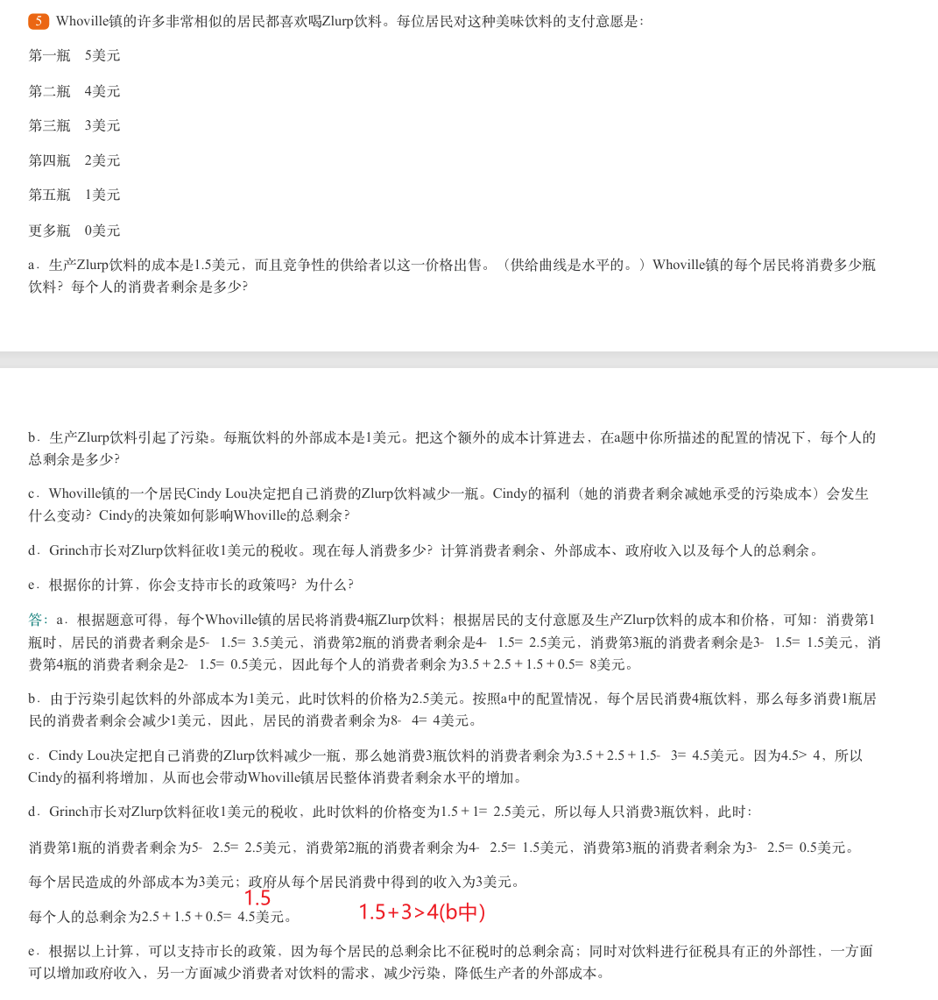 5 Whoville镇的许多非常相似的居民都喜欢喝Zlurp饮料。每位居民对这种美味饮料的支付意愿是：
第一瓶 5美元
第二瓶 4美元
第三瓶 3美元
第四瓶 2美元
第五瓶 1美元
更多瓶 0美元
a．生产Zlurp饮料的成本是1.5美元，而且竞争性的供给者以这一价格出售。（供给曲线是水平的。）Whoville镇的每个居民将消费多少瓶
饮料？每个人的消费者剩余是多少？
b．生产Zlurp饮料引起了污染。每瓶饮料的外部成本是1美元。把这个额外的成本计算进去，在a题中你所描述的配置的情况下，每个人的
总剩余是多少？
c．Whoville镇的一个居民Cindy Lou决定把自己消费的Zlurp饮料减少一瓶。Cindy的福利（她的消费者剩余减她承受的污染成本）会发生
什么变动？Cindy的决策如何影响Whoville的总剩余？
d．Grinch市长对Zlurp饮料征收1美元的税收。现在每人消费多少？计算消费者剩余、外部成本、政府收入以及每个人的总剩余。
e．根据你的计算，你会支持市长的政策吗？为什么？
答：a．根据题意可得，每个Whoville镇的居民将消费4瓶Zlurp饮料；根据居民的支付意愿及生产Zlurp饮料的成本和价格，可知：消费第1
瓶时，居民的消费者剩余是5- 1.5= 3.5美元，消费第2瓶的消费者剩余是4- 1.5= 2.5美元，消费第3瓶的消费者剩余是3- 1.5= 1.5美元，消
费第4瓶的消费者剩余是2- 1.5= 0.5美元，因此每个人的消费者剩余为3.5＋2.5＋1.5＋0.5= 8美元。
b．由于污染引起饮料的外部成本为1美元，此时饮料的价格为2.5美元。按照a中的配置情况，每个居民消费4瓶饮料，那么每多消费1瓶居
民的消费者剩余会减少1美元，因此，居民的消费者剩余为8- 4= 4美元。
c．Cindy Lou决定把自己消费的Zlurp饮料减少一瓶，那么她消费3瓶饮料的消费者剩余为3.5＋2.5＋1.5- 3= 4.5美元。因为4.5> 4，所以
Cindy的福利将增加，从而也会带动Whoville镇居民整体消费者剩余水平的增加。
d．Grinch市长对Zlurp饮料征收1美元的税收，此时饮料的价格变为1.5＋1= 2.5美元，所以每人只消费3瓶饮料，此时：
消费第1瓶的消费者剩余为5- 2.5= 2.5美元，消费第2瓶的消费者剩余为4- 2.5= 1.5美元，消费第3瓶的消费者剩余为3- 2.5= 0.5美元。
每个居民造成的外部成本为3美元；政府从每个居民消费中得到的收入为3美元。
1.5
1.5+3>4(b中)
每个人的总剩余为2.5＋1.5＋0.5= 4.5美元。
e．根据以上计算，可以支持市长的政策，因为每个居民的总剩余比不征税时的总剩余高；同时对饮料进行征税具有正的外部性，一方面
可以增加政府收入，另一方面减少消费者对饮料的需求，减少污染，降低生产者的外部成本。